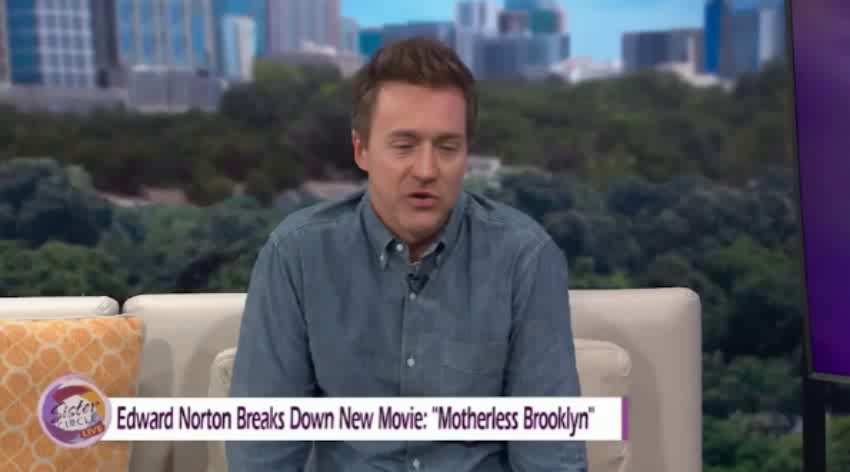 Sister
CIRCLE
LIVE
Edward Norton Breaks Down New Movie: "Motherless Brooklyn"